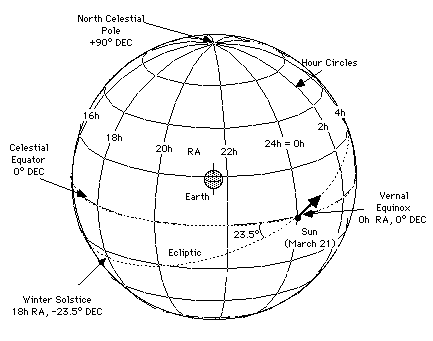 North Celestial
Pole
+90° DEC
Hour Circles
16h
4h
18h
2h
Celestial
Equator
0° DEC
20h
RA
22h
24h = 0h
Earth
Vernal
Equinox
0h RA, 0° DEC
23.5°
Sun
(March 21)
Ecliptic
Winter Solstice
18h RA, -23.5° DEC